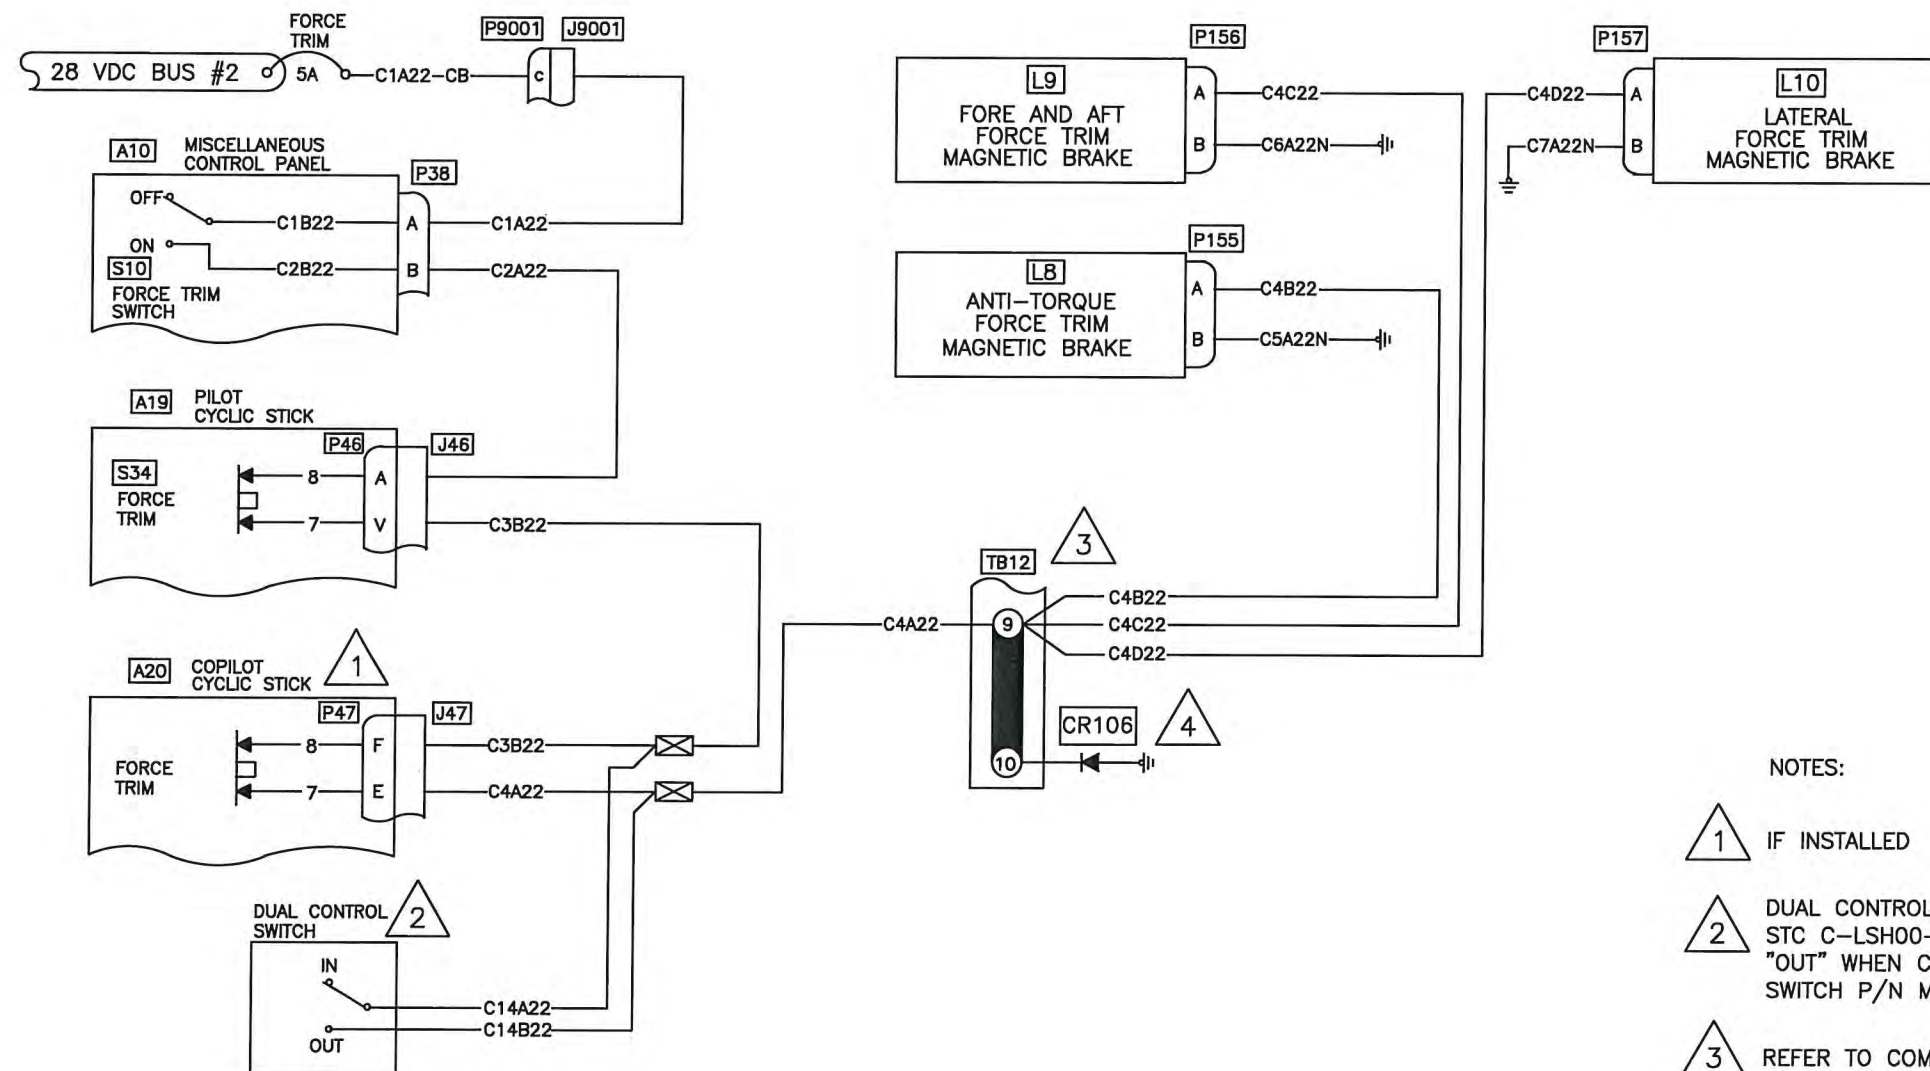 FORCE
TRIM
P9001
J9001
28 VDC BUS #2
5A
C1A22-CB
C
A10
MISCELLANEOUS
CONTROL PANEL
P38
OFF
C1B22
A
C1A22
ON
C2B22
B
C2A22
S10
FORCE TRIM
SWITCH
A19
PILOT
CYCLIC STICK
P46
J46
S34
FORCE
TRIM
8
A
7
V
C3B22
A20
COPILOT
CYCLIC STICK
1
P47
J47
FORCE
TRIM
8
F
C3B22
7
E
C4A22
DUAL CONTROL
SWITCH
2
IN
OUT
C14A22
C14B22
P156
L9
FORE AND AFT
FORCE TRIM
MAGNETIC BRAKE
A
C4C22
B
C6A22N
P155
L8
ANTI-TORQUE
FORCE TRIM
MAGNETIC BRAKE
A
C4B22
B
C5A22N
P157
C4D22
A
C7A22N
B
L10
LATERAL
FORCE TRIM
MAGNETIC BRAKE
TB12
3
C4A22
9
C4B22
C4C22
C4D22
CR106
4
10
NOTES:
1 IF INSTALLED
2 DUAL CONTROL
STC C-LSH00-
"OUT" WHEN C
SWITCH P/N M
3 REFER TO COM